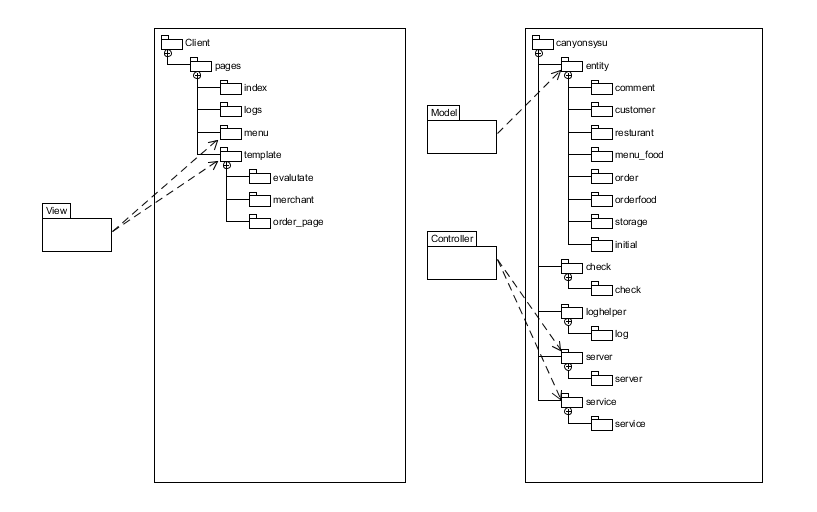 Client
pages
index
logs
menu
template
evalutate
merchant
order_page
View
Model
Controller
canyonsysu
entity
comment
customer
resturant
menu_food
order
orderfood
storage
initial
check
check
loghelper
log
server
server
service
service